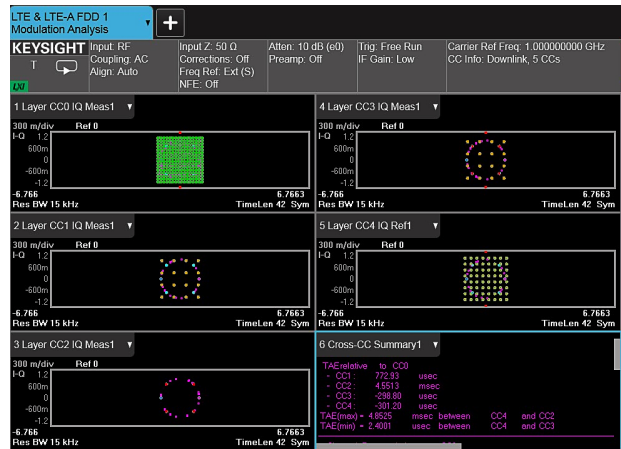 LTE & LTE-A FDD 1
Modulation Analysis
+
KEYSIGHT
T
LXI
Input: RF
Coupling: AC
Align: Auto
Input Z: 50 Ω
Corrections: Off
Freq Ref: Ext (S)
NFE: Off
Atten: 10 dB (e0)
Preamp: Off
Trig: Free Run
IF Gain: Low
Carrier Ref Freq: 1.000000000 GHz
CC Info: Downlink, 5 CCs
1 Layer CC0 IQ Meas1
300 m/div Ref 0
I-Q 1.2
600m
0
-600m
-1.2
-6.766 6.7663
Res BW 15 kHz TimeLen 42 Sym
4 Layer CC3 IQ Meas1
300 m/div Ref 0
I-Q 1.2
600m
0
-600m
-1.2
-6.766 6.7663
Res BW 15 kHz TimeLen 42 Sym
2 Layer CC1 IQ Meas1
300 m/div Ref 0
I-Q 1.2
600m
0
-600m
-1.2
-6.766 6.7663
Res BW 15 kHz TimeLen 42 Sym
5 Layer CC4 IQ Ref1
300 m/div Ref 0
I-Q 1.2
600m
0
-600m
-1.2
-6.766 6.7663
Res BW 15 kHz TimeLen 42 Sym
3 Layer CC2 IQ Meas1
300 m/div Ref 0
I-Q 1.2
600m
0
-600m
-1.2
-6.766 6.7663
Res BW 15 kHz TimeLen 42 Sym
6 Cross-CC Summary1
TAErelative to CC0
- CC1: 772.93 usec
- CC2: 4.5513 msec
- CC3: -298.80 usec
- CC4: -301.20 usec
TAE(max) = 4.8525 msec between CC4 and CC2
TAE(min) = 2.4001 usec between CC4 and CC3